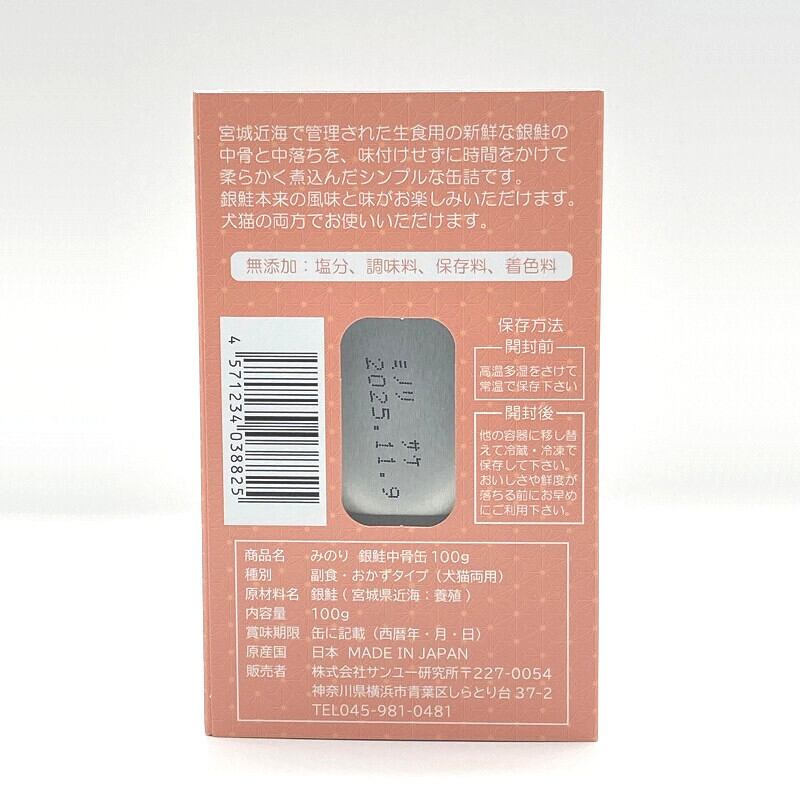 宮城近海で管理された生食用の新鮮な銀鮭の
中骨と中落ちを、味付けせずに時間をかけて
柔らかく煮込んだシンプルな缶詰です。
銀鮭本来の風味と味がお楽しみいただけます。
犬猫の両方でお使いいただけます。
無添加：塩分、調味料、保存料、着色料
4 571234 038825
ミノリ サケ
2025.11.9
保存方法
開封前
高温多湿をさけて
常温で保存下さい
開封後
他の容器に移し替
えて冷蔵・冷凍で
保存して下さい。
おいしさや鮮度が
落ちる前にお早め
にご利用下さい。
商品名 みのり 銀鮭中骨缶100g
種別 副食・おかずタイプ（犬猫両用）
原材料名 銀鮭(宮城県近海：養殖)
内容量 100g
賞味期限 缶に記載（西暦年・月・日）
原産国 日本 MADE IN JAPAN
販売者 株式会社サンユー研究所〒227-0054
神奈川県横浜市青葉区しらとり台37-2
TEL045-981-0481